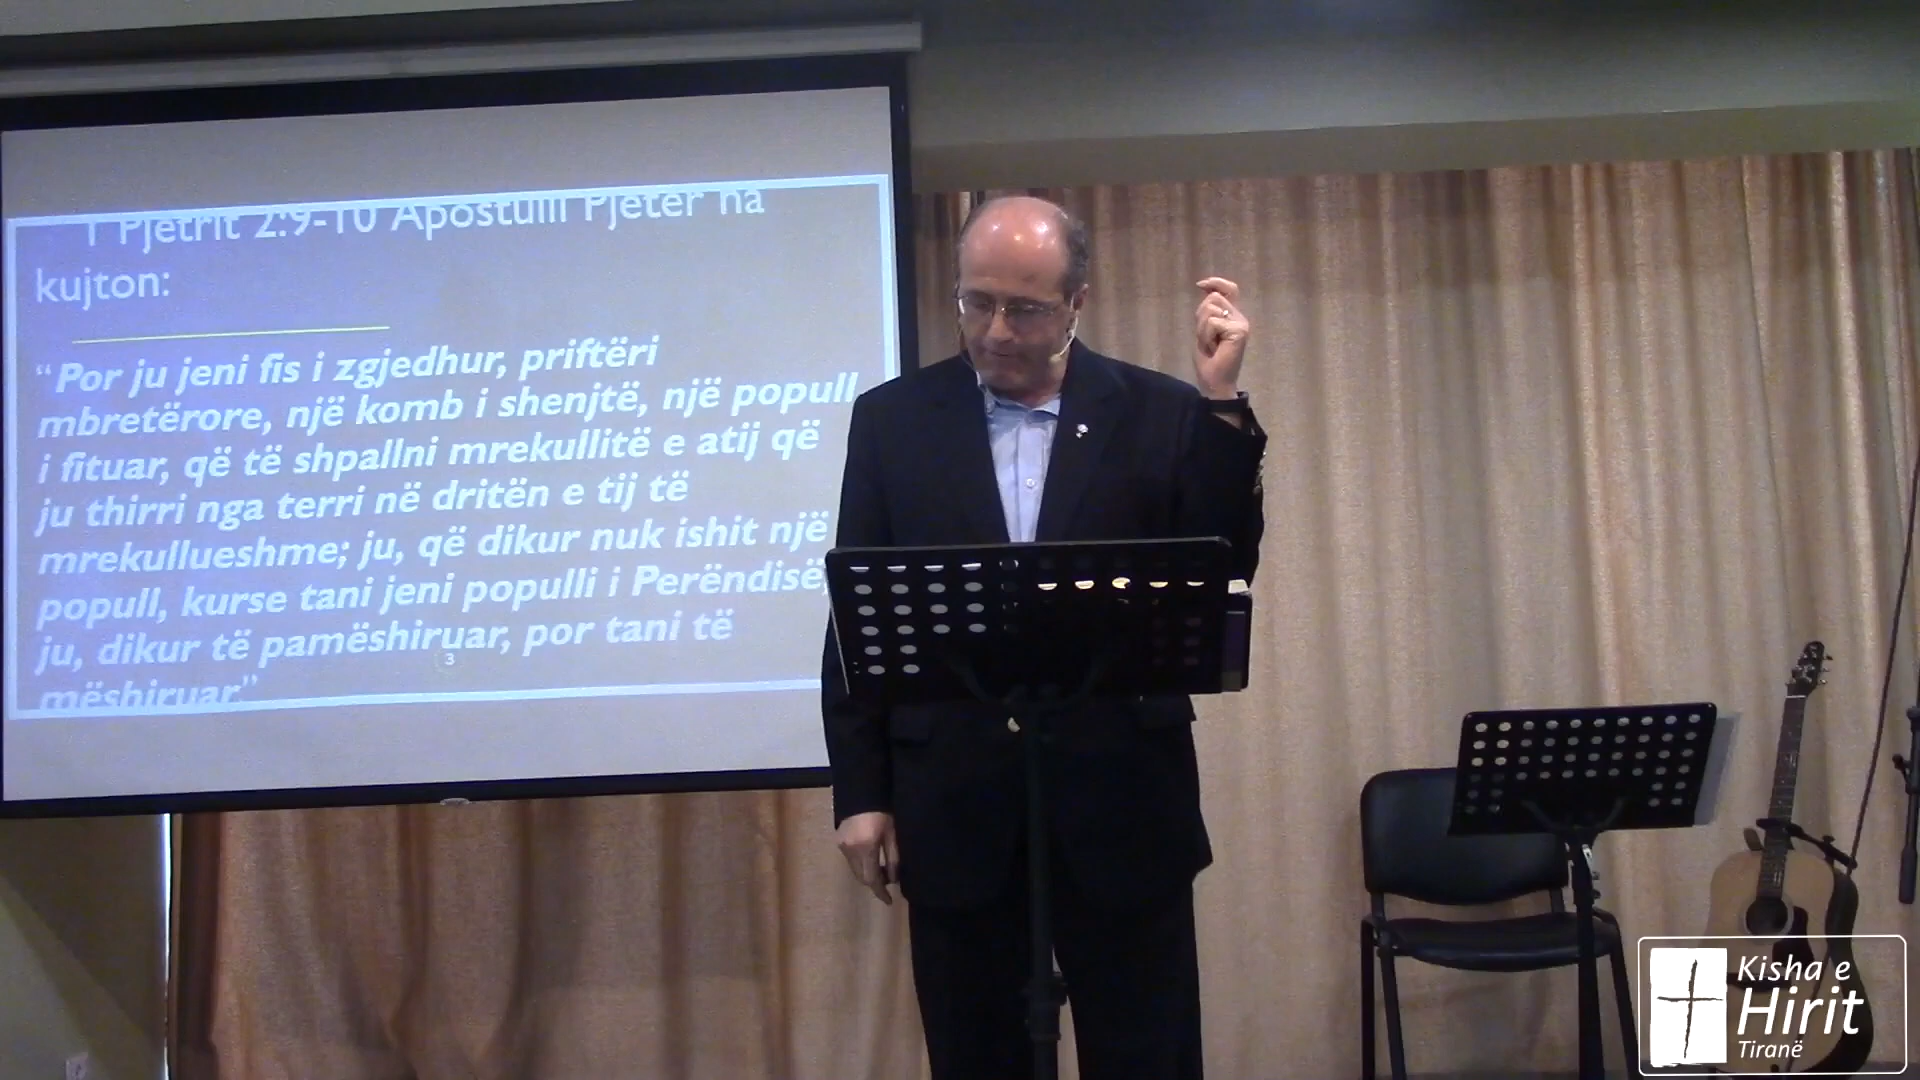 1 Pjetrit 2:9-10 Apostulli Pjetër na
kujton:
“Por ju jeni fis i zgjedhur, priftëri
mbretërore, një komb i shenjtë, një popull
i fituar, që të shpallni mrekullitë e atij që
ju thirri nga terri në dritën e tij të
mrekullueshme; ju, që dikur nuk ishit një
popull, kurse tani jeni populli i Perëndisë,
ju, dikur të pamëshiruar, por tani të
mëshiruar.”
3
Kisha e
Hirit
Tiranë